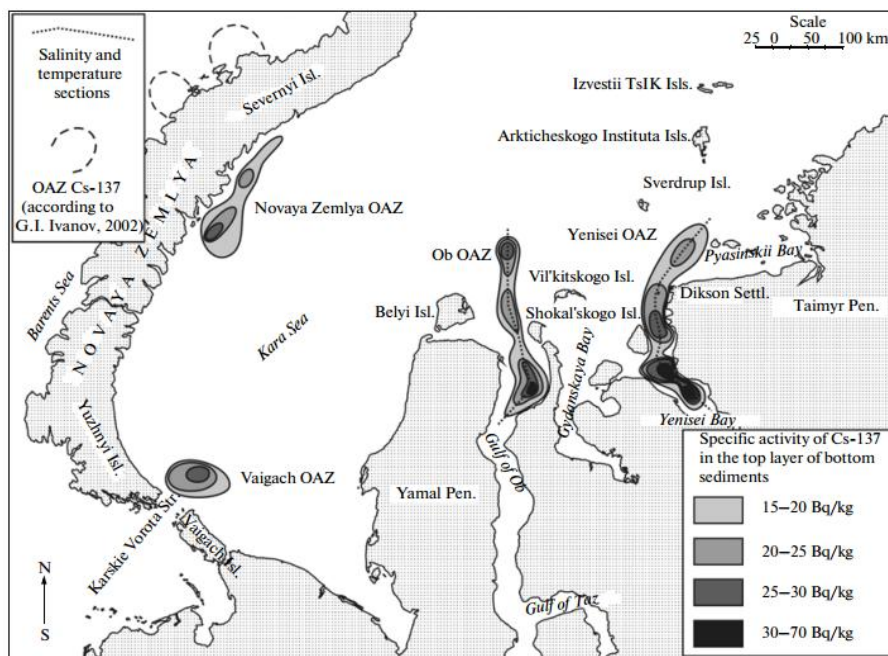 Salinity and
temperature
sections
OAZ Cs-137
(according to
G.I. Ivanov, 2002)
Scale
25 0 50 100 km
Severnyi Isl.
Izvestii TsIK Isls.
Arkticheskogo Instituta Isls.
Sverdrup Isl.
Novaya Zemlya OAZ
Yenisei OAZ
Pyasinskii Bay
Ob OAZ
Vil'kitskogo Isl.
Dikson Settl.
Taimyr Pen.
Belyi Isl.
Shokal'skogo Isl.
Barents Sea
NOVAYA ZEMLYA
Kara Sea
Gydanskaya Bay
Yenisei Bay
Yuzhnyi Isl.
Vaigach OAZ
Yamal Pen.
Gulf of Ob
Karskie Vorota Str.
Vaigach Isl.
Gulf of Taz
N
S
Specific activity of Cs-137
in the top layer of bottom
sediments
15–20 Bq/kg
20–25 Bq/kg
25–30 Bq/kg
30–70 Bq/kg